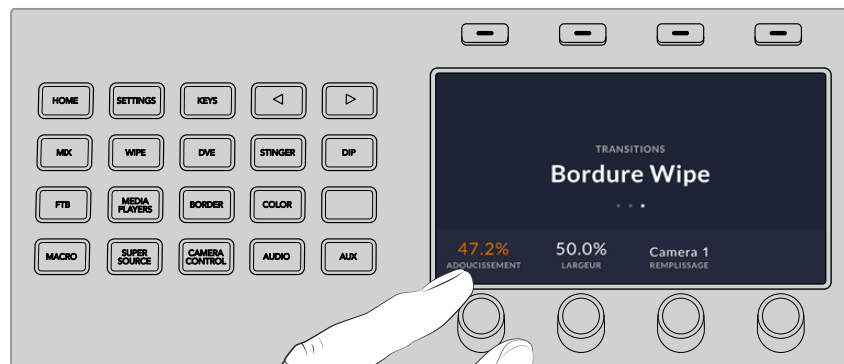 HOME SETTINGS KEYS
MIX WIPE DVE STINGER DIP
FTB MEDIA PLAYERS BORDER COLOR
MACRO SUPER SOURCE CAMERA CONTROL AUDIO AUX
TRANSITIONS
Bordure Wipe
47.2% 50.0% Camera 1
ADOUCISSEMENT LARGEUR REMPLISSAGE